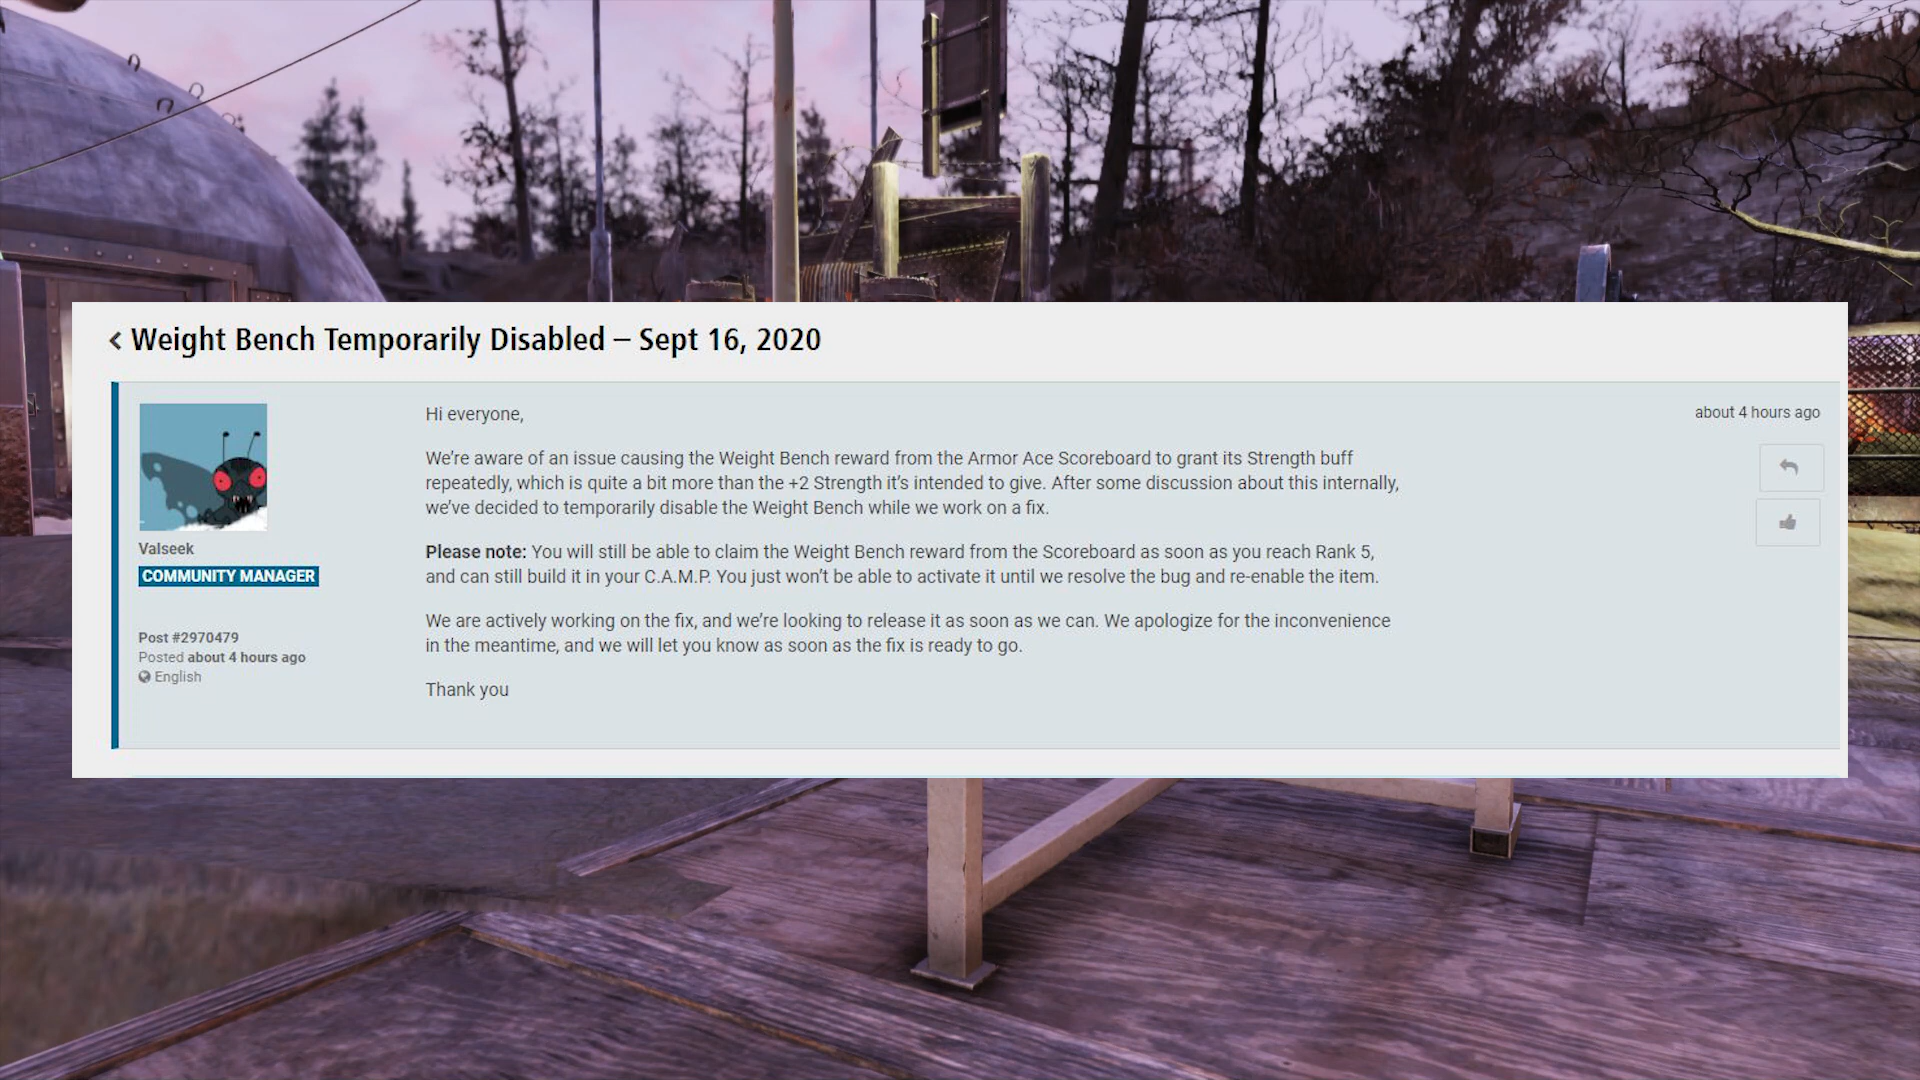 < Weight Bench Temporarily Disabled – Sept 16, 2020
Hi everyone,
about 4 hours ago
We’re aware of an issue causing the Weight Bench reward from the Armor Ace Scoreboard to grant its Strength buff
repeatedly, which is quite a bit more than the +2 Strength it’s intended to give. After some discussion about this internally,
we’ve decided to temporarily disable the Weight Bench while we work on a fix.
Valseek
COMMUNITY MANAGER
Please note: You will still be able to claim the Weight Bench reward from the Scoreboard as soon as you reach Rank 5,
and can still build it in your C.A.M.P. You just won’t be able to activate it until we resolve the bug and re-enable the item.
Post #2970479
Posted about 4 hours ago
English
We are actively working on the fix, and we’re looking to release it as soon as we can. We apologize for the inconvenience
in the meantime, and we will let you know as soon as the fix is ready to go.
Thank you